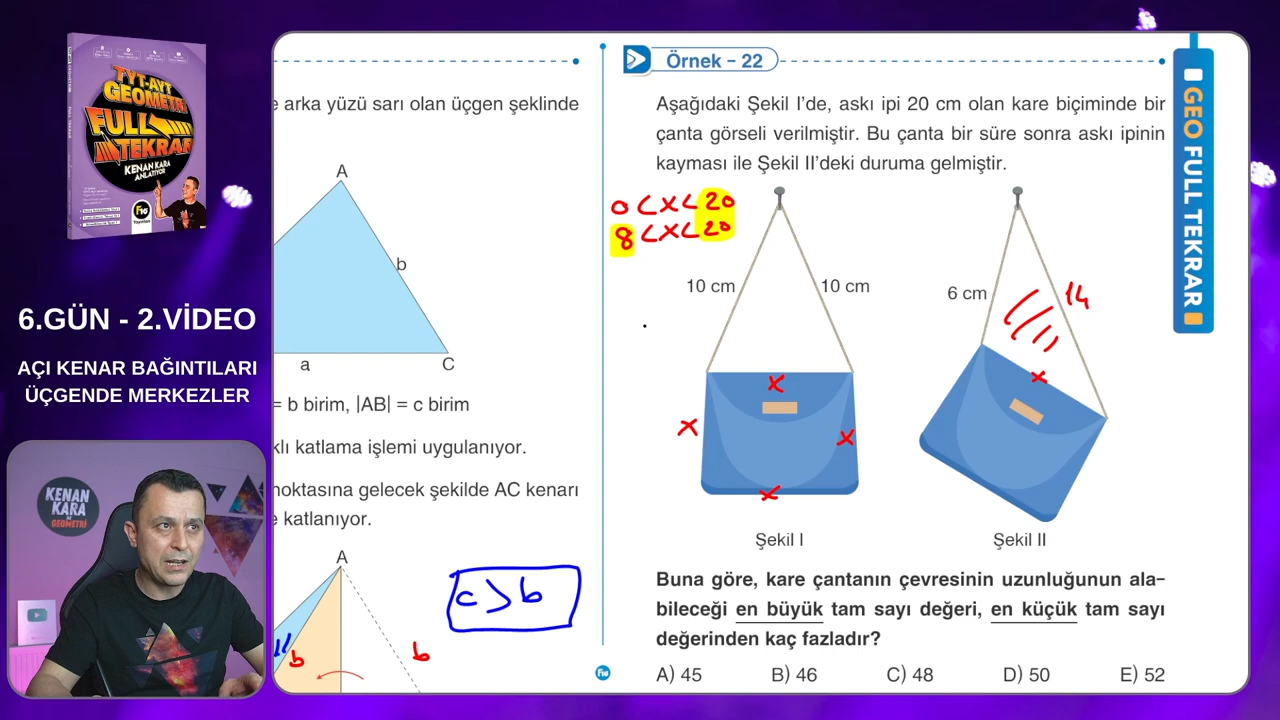 TYT-AYT
GEOMETRİ
FULL
TEKRAR
KENAN KARA
ANLATIYOR
6.GÜN - 2.VİDEO
AÇI KENAR BAĞINTILARI
ÜÇGENDE MERKEZLER
KENAN
KARA
GEOMETRİ
e arka yüzü sarı olan üçgen şeklinde
A
b
a
C
= b birim, |AB| = c birim
klı katlama işlemi uygulanıyor.
noktasına gelecek şekilde AC kenarı
e katlanıyor.
A
c > b
b
b
Örnek – 22
Aşağıdaki Şekil I’de, askı ipi 20 cm olan kare biçiminde bir
çanta görseli verilmiştir. Bu çanta bir süre sonra askı ipinin
kayması ile Şekil II’deki duruma gelmiştir.
0 < x < 20
8 < x < 20
10 cm
10 cm
6 cm
14
x
x
x
x
x
Şekil I
Şekil II
Buna göre, kare çantanın çevresinin uzunluğunun ala-
bileceği en büyük tam sayı değeri, en küçük tam sayı
değerinden kaç fazladır?
A) 45
B) 46
C) 48
D) 50
E) 52
GEO FULL TEKRAR